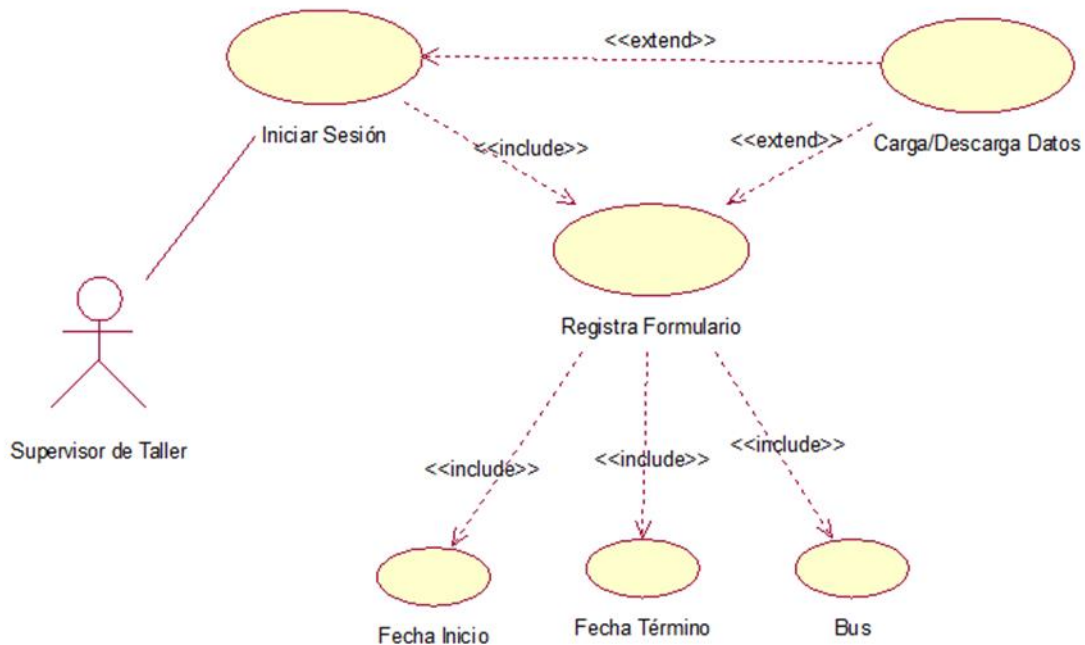 <<extend>>
Iniciar Sesión
Carga/Descarga Datos
<<include>>
<<extend>>
Registra Formulario
Supervisor de Taller
<<include>>
<<include>>
<<include>>
Fecha Inicio
Fecha Término
Bus